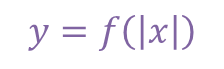 y = f(|x|)